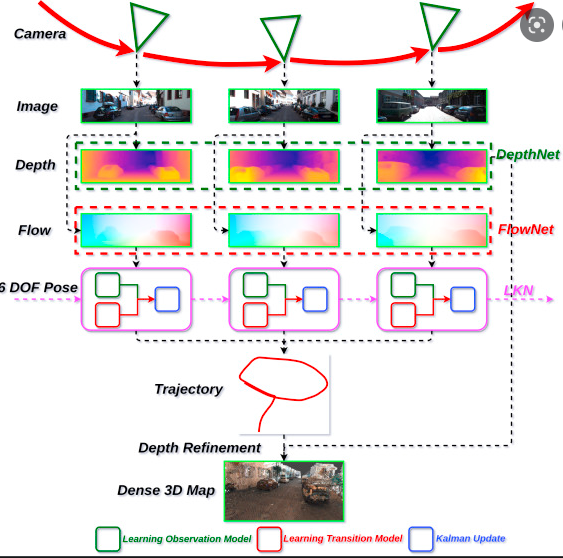 Camera
Image
Depth
DepthNet
Flow
FlowNet
6 DOF Pose
LKN
Trajectory
Depth Refinement
Dense 3D Map
Learning Observation Model
Learning Transition Model
Kalman Update